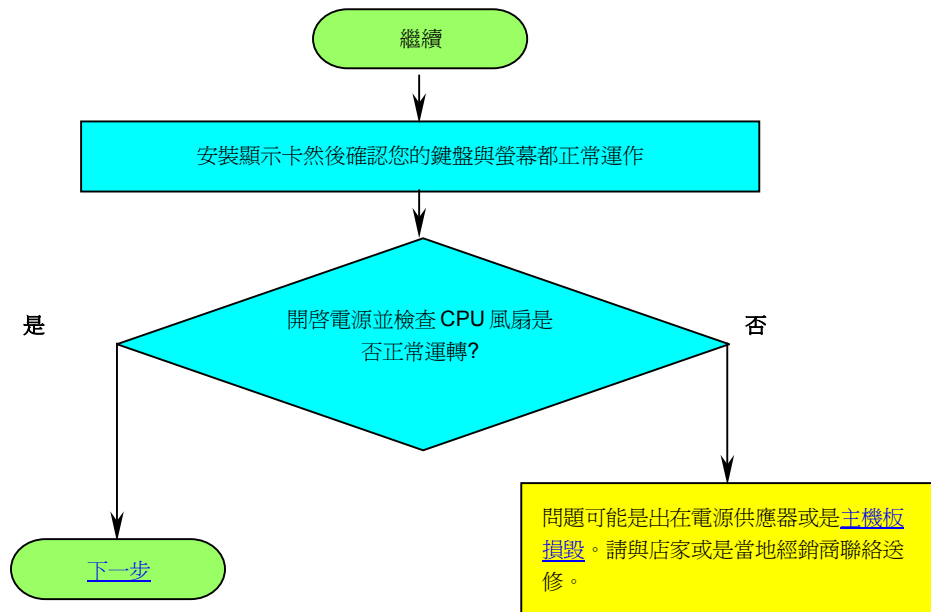 繼續
安裝顯示卡然後確認您的鍵盤與螢幕都正常運作
開啓電源並檢查 CPU 風扇是
否正常運轉?
是
否
下一步
問題可能是出在電源供應器或是主機板
損毀。請與店家或是當地經銷商聯絡送
修。